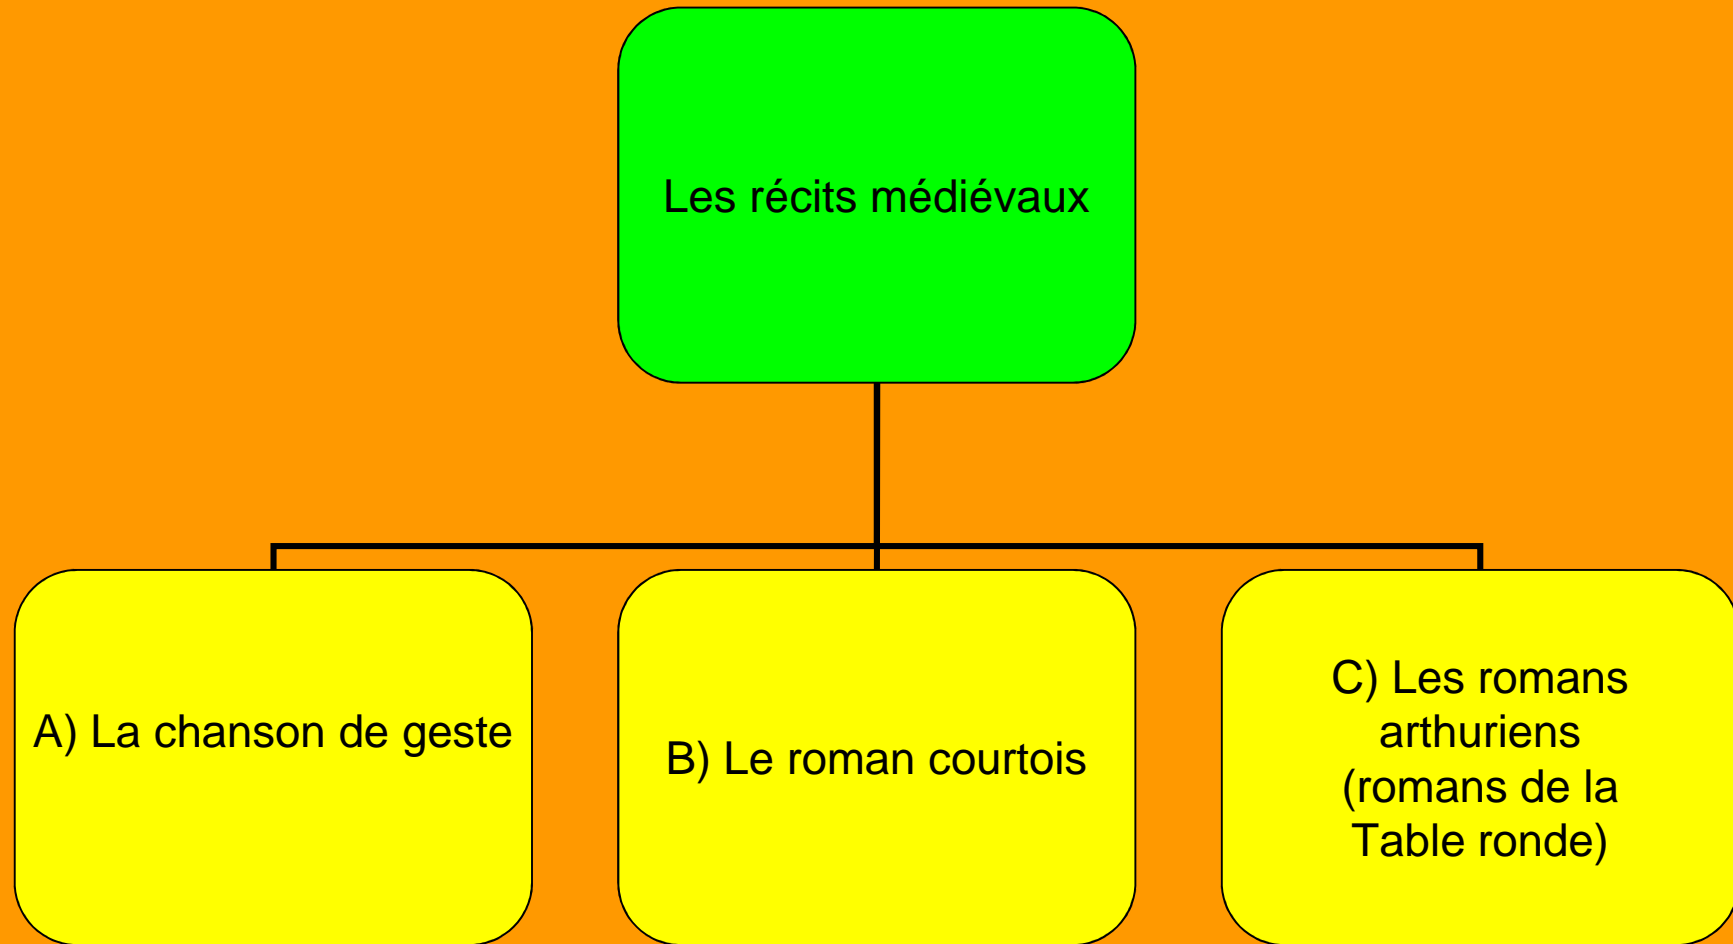 Les récits médiévaux
A) La chanson de geste
B) Le roman courtois
C) Les romans
arthuriens
(romans de la
Table ronde)